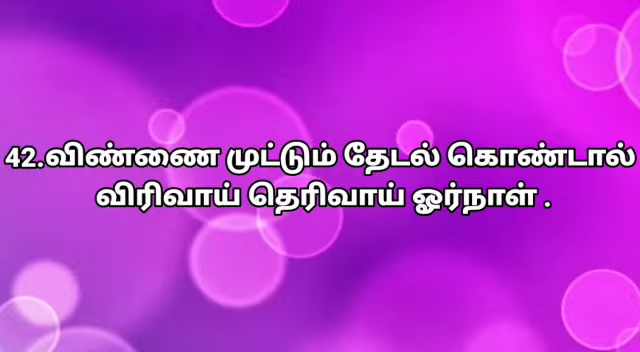 42.விண்ணை முட்டும் தேடல் கொண்டால்
விரிவாய் தெரிவாய் ஓர்நாள் .